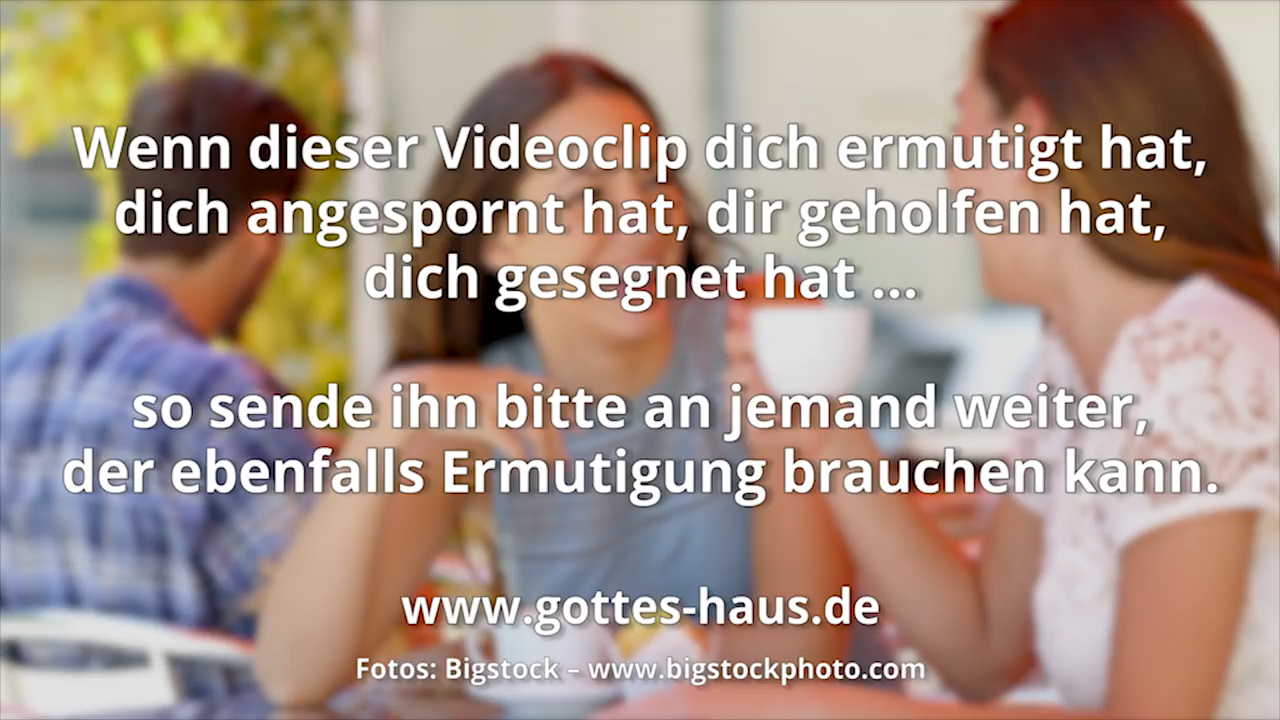 Wenn dieser Videoclip dich ermutigt hat,
dich angespornt hat, dir geholfen hat,
dich gesegnet hat ...
so sende ihn bitte an jemand weiter,
der ebenfalls Ermutigung brauchen kann.
www.gottes-haus.de
Fotos: Bigstock – www.bigstockphoto.com